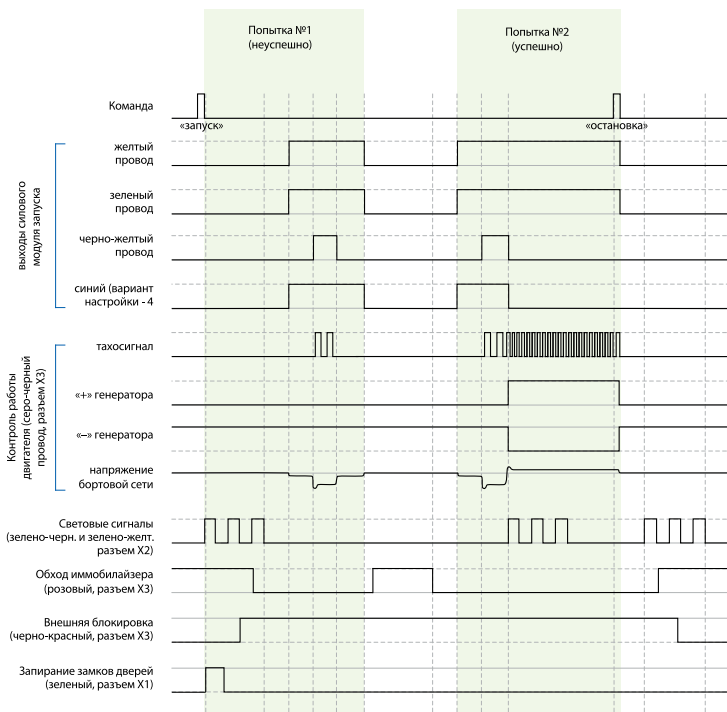 Попытка №1
(неуспешно)
Попытка №2
(успешно)
Команда
«запуск»
«остановка»
выходы силового
модуля запуска
желтый
провод
зеленый
провод
черно-желтый
провод
синий (вариант
настройки - 4
Контроль работы
двигателя (серо-черный
провод, разъем X3)
тахосигнал
«+» генератора
«–» генератора
напряжение
бортовой сети
Световые сигналы
(зелено-черн. и зелено-желт.
разъем X2)
Обход иммобилайзера
(розовый, разъем X3)
Внешняя блокировка
(черно-красный, разъем X3)
Запирание замков дверей
(зеленый, разъем X1)